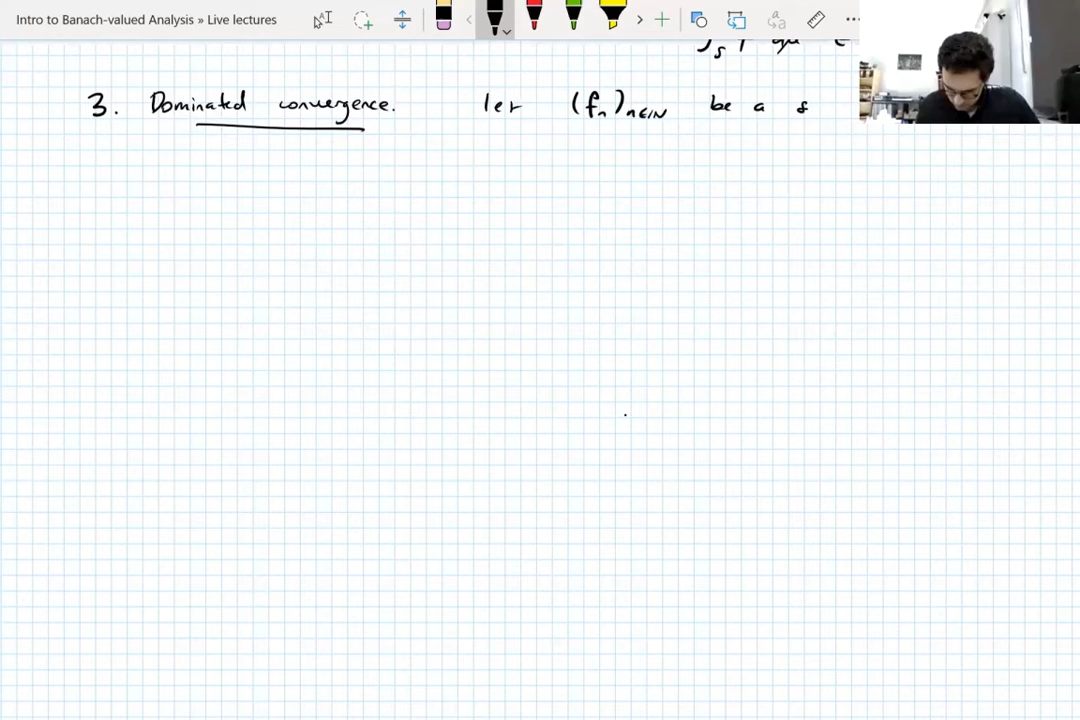 Intro to Banach-valued Analysis » Live lectures
3. Dominated convergence. let (fₙ)ₙ∈ℕ be a s